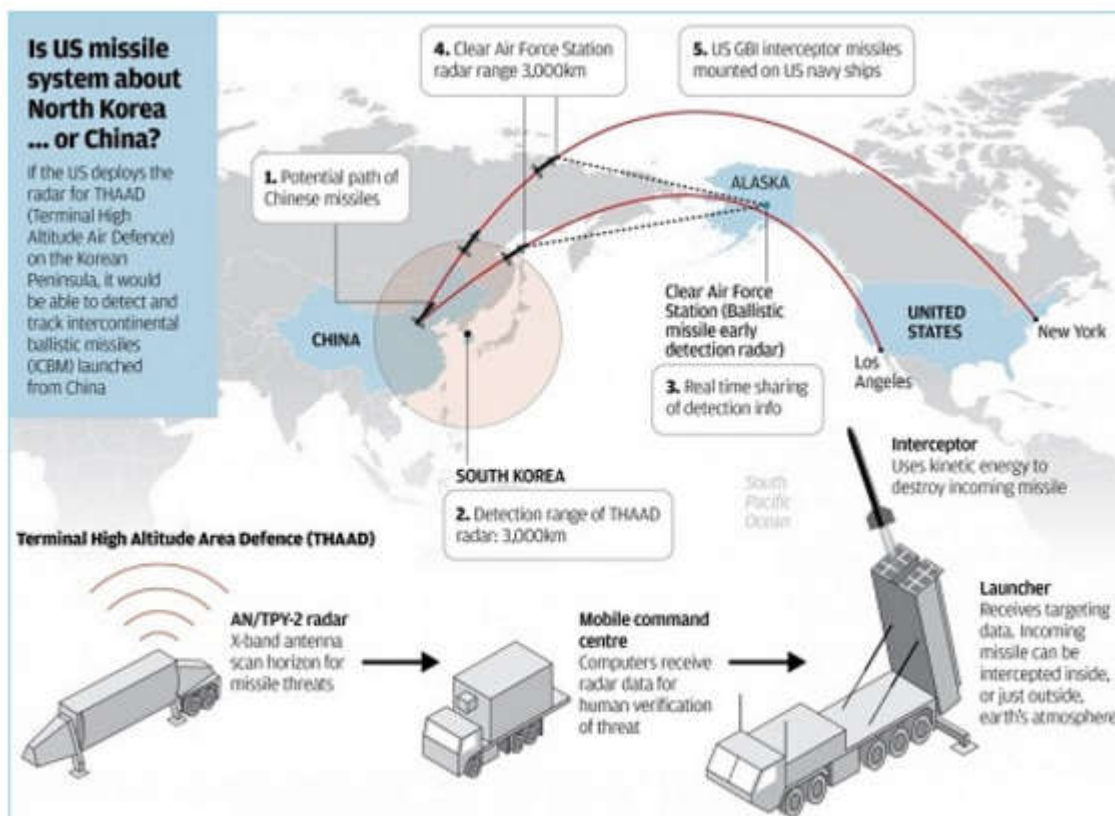 Is US missile
system about
North Korea
... or China?
If the US deploys the
radar for THAAD
(Terminal High
Altitude Air Defence)
on the Korean
Peninsula, it would
be able to detect and
track intercontinental
ballistic missiles
(ICBM) launched
from China
4. Clear Air Force Station
radar range 3,000km
5. US GBI interceptor missiles
mounted on US navy ships
1. Potential path of
Chinese missiles
ALASKA
CHINA
Clear Air Force
Station (Ballistic
missile early
detection radar)
3. Real time sharing
of detection info
UNITED
STATES
New York
Los
Angeles
SOUTH KOREA
2. Detection range of THAAD
radar: 3,000km
South
Pacific
Ocean
Terminal High Altitude Area Defence (THAAD)
AN/TPY-2 radar
X-band antenna
scan horizon for
missile threats
Mobile command
centre
Computers receive
radar data for
human verification
of threat
Interceptor
Uses kinetic energy to
destroy incoming missile
Launcher
Receives targeting
data. Incoming
missile can be
intercepted inside,
or just outside,
earth's atmosphere